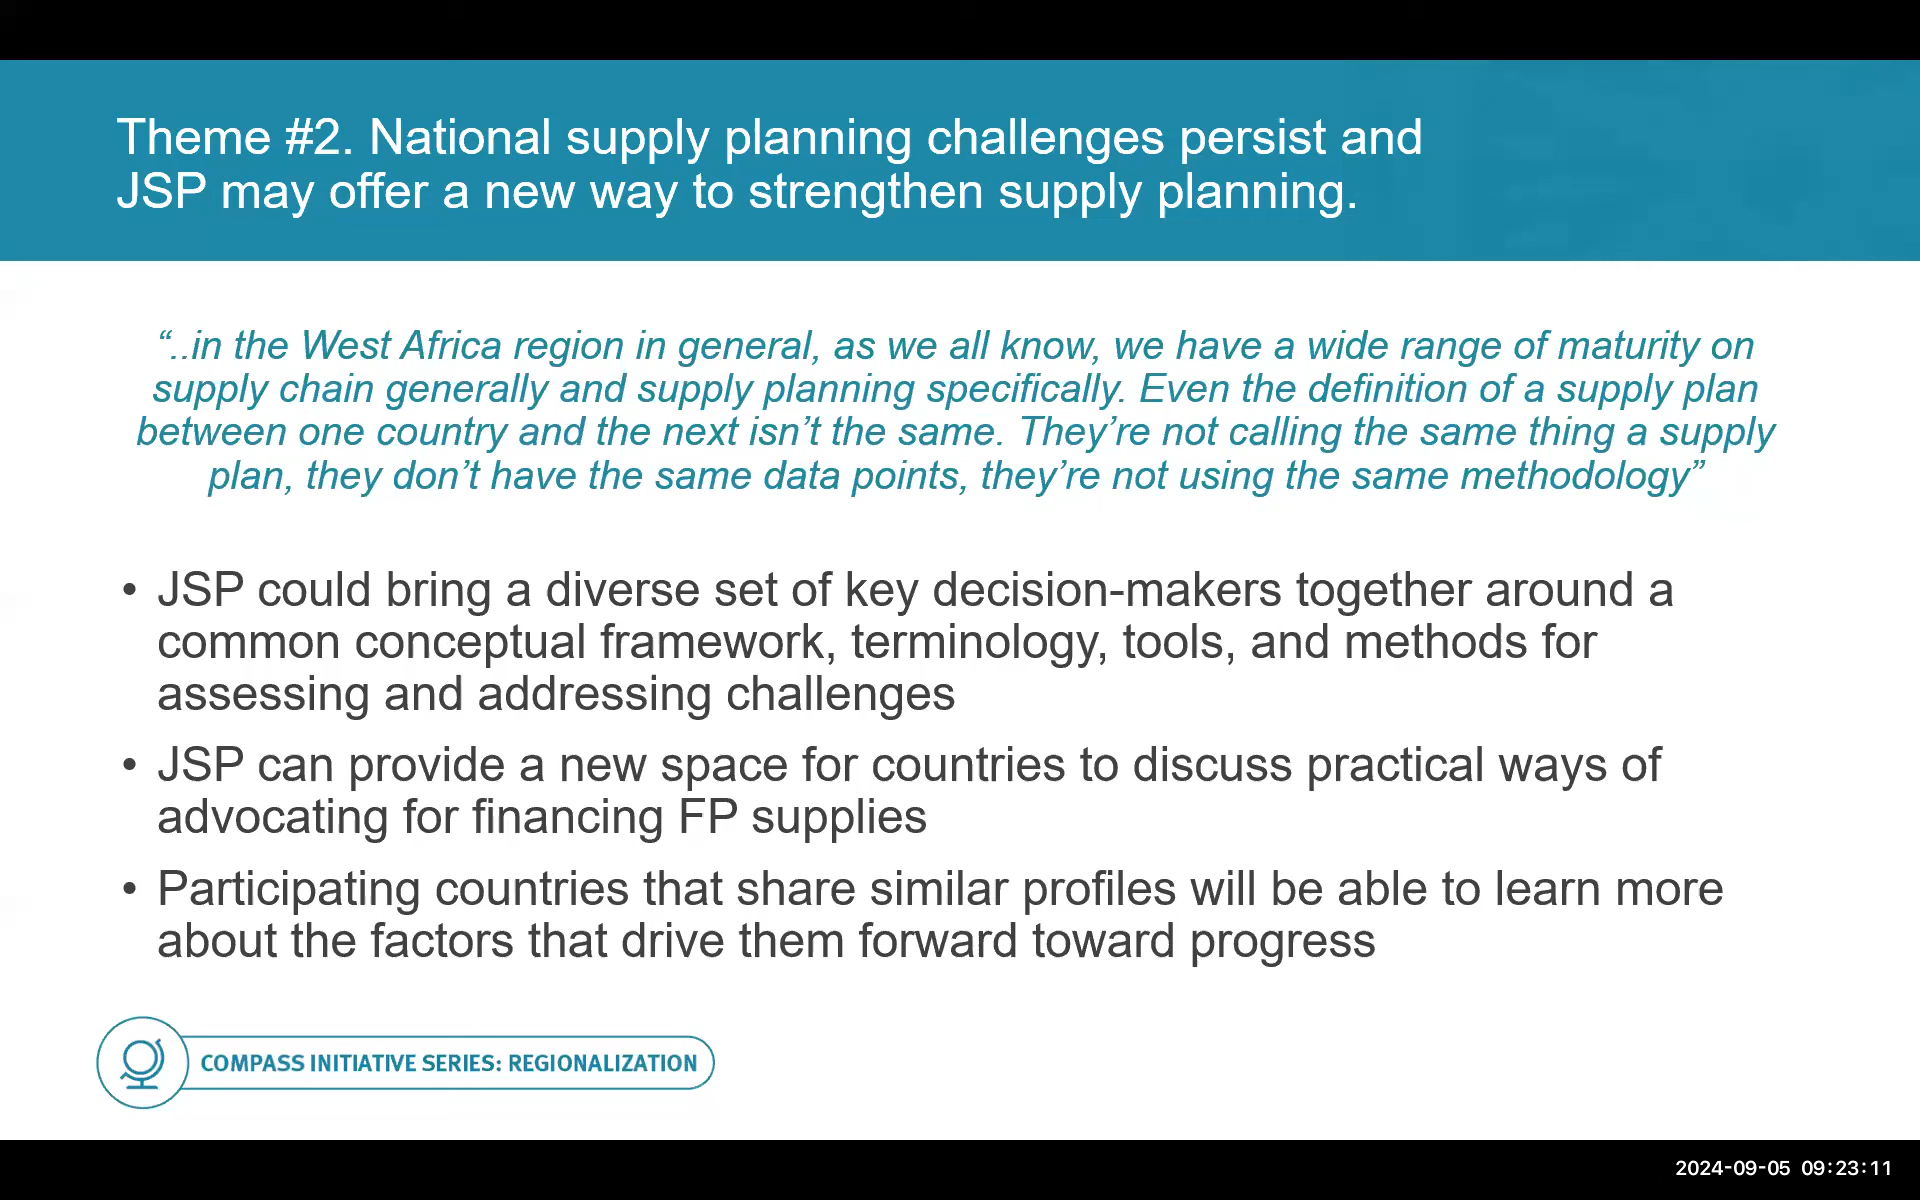 Theme #2. National supply planning challenges persist and
JSP may offer a new way to strengthen supply planning.
“..in the West Africa region in general, as we all know, we have a wide range of maturity on
supply chain generally and supply planning specifically. Even the definition of a supply plan
between one country and the next isn’t the same. They’re not calling the same thing a supply
plan, they don’t have the same data points, they’re not using the same methodology”
• JSP could bring a diverse set of key decision-makers together around a
common conceptual framework, terminology, tools, and methods for
assessing and addressing challenges
• JSP can provide a new space for countries to discuss practical ways of
advocating for financing FP supplies
• Participating countries that share similar profiles will be able to learn more
about the factors that drive them forward toward progress
COMPASS INITIATIVE SERIES: REGIONALIZATION
2024-09-05 09:23:11